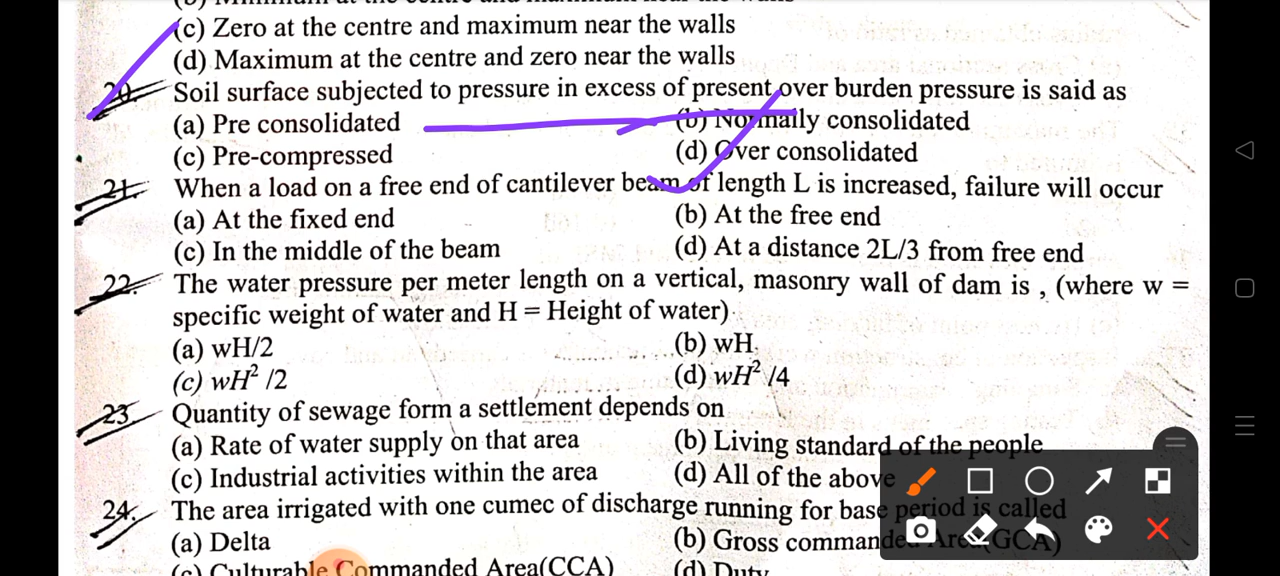 (c) Zero at the centre and maximum near the walls
(d) Maximum at the centre and zero near the walls
20. Soil surface subjected to pressure in excess of present over burden pressure is said as
(a) Pre consolidated (b) Normally consolidated
(c) Pre-compressed (d) Over consolidated
21. When a load on a free end of cantilever beam of length L is increased, failure will occur
(a) At the fixed end (b) At the free end
(c) In the middle of the beam (d) At a distance 2L/3 from free end
22. The water pressure per meter length on a vertical, masonry wall of dam is , (where w =
specific weight of water and H = Height of water)
(a) wH/2 (b) wH
(c) wH² /2 (d) wH² /4
23 Quantity of sewage form a settlement depends on
(a) Rate of water supply on that area (b) Living standard of the people
(c) Industrial activities within the area (d) All of the above
24. The area irrigated with one cumec of discharge running for base period is called
(a) Delta (b) Gross commanded Area(GCA)
(c) Culturable Commanded Area(CCA) (d) Duty